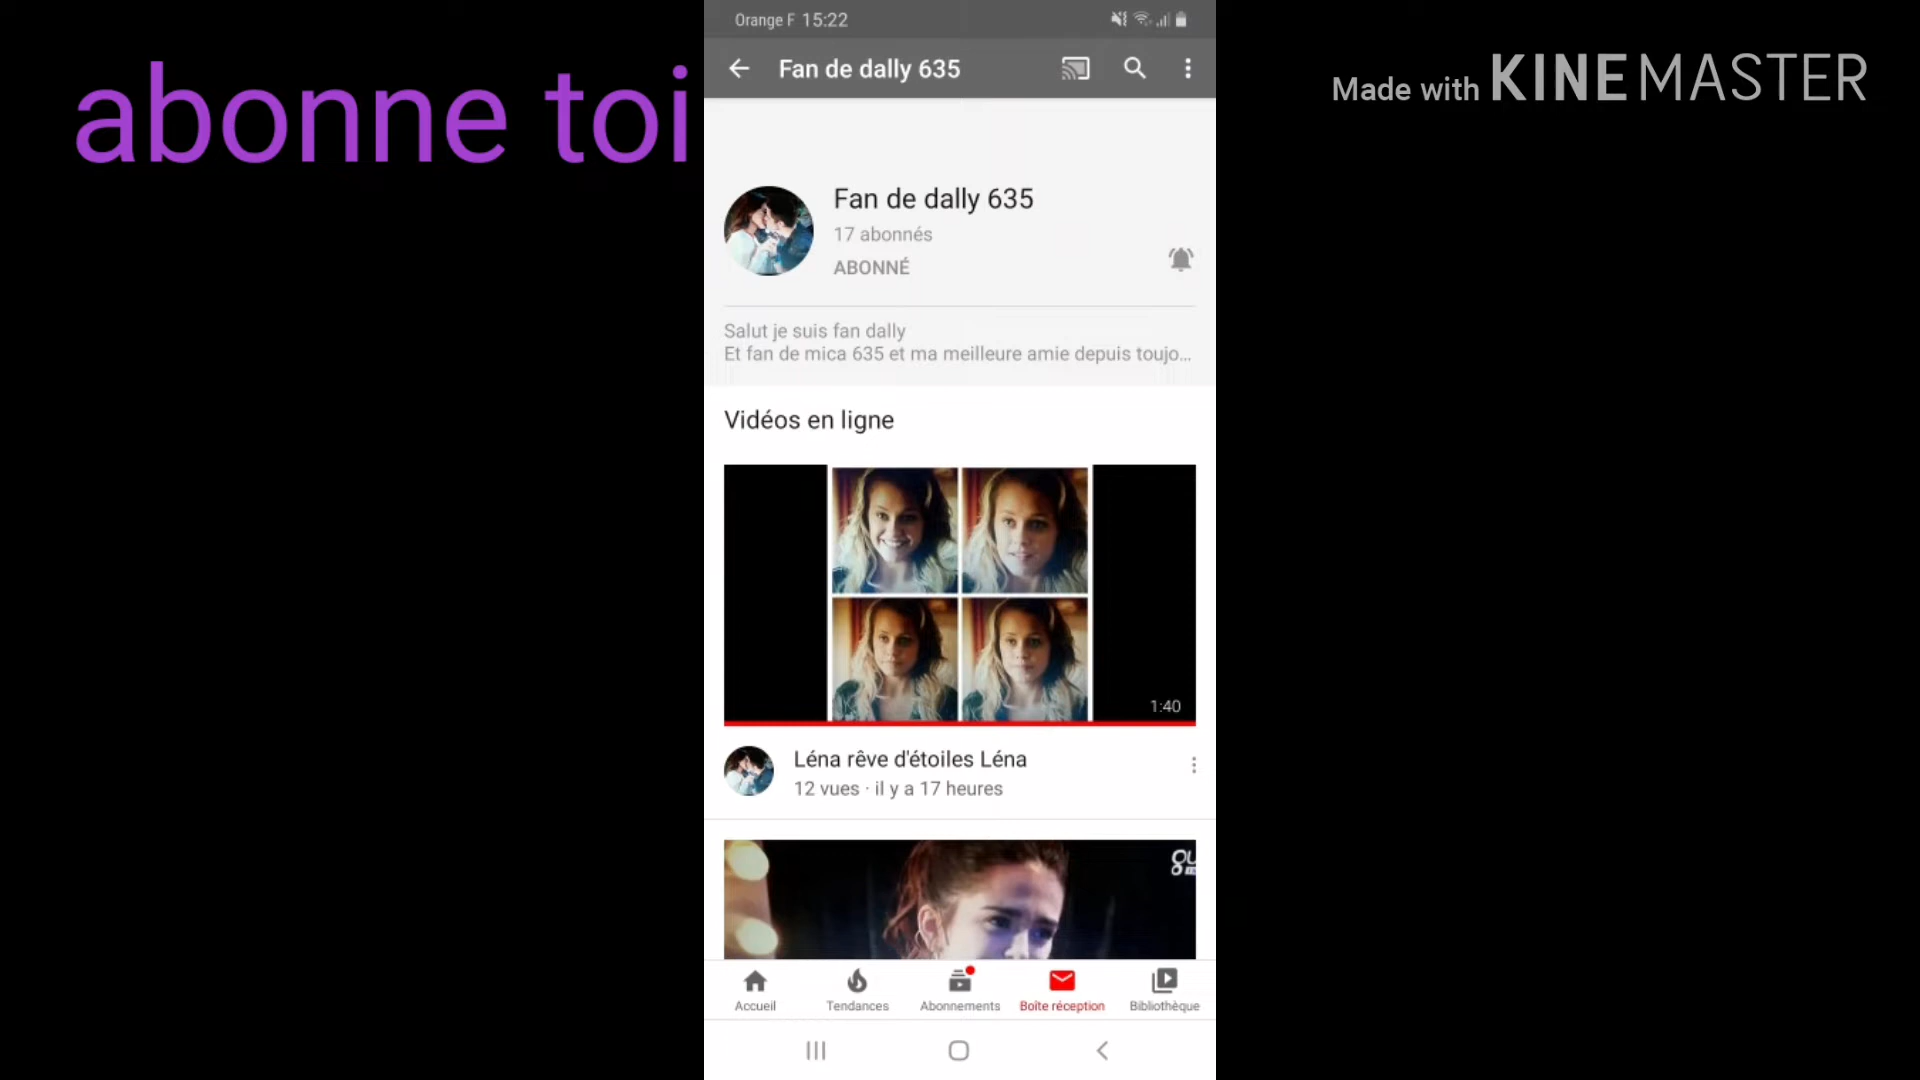 abonne toi
Made with KINEMASTER
Orange F 15:22
Fan de dally 635
Fan de dally 635
17 abonnés
ABONNÉ
Salut je suis fan dally
Et fan de mica 635 et ma meilleure amie depuis toujo...
Vidéos en ligne
1:40
Léna rêve d'étoiles Léna
12 vues · il y a 17 heures
Accueil
Tendances
Abonnements
Boîte réception
Bibliothèque